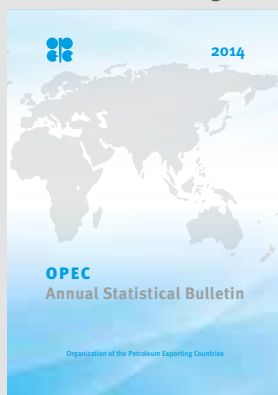 2014
OPEC
Annual Statistical Bulletin
Organization of the Petroleum Exporting Countries